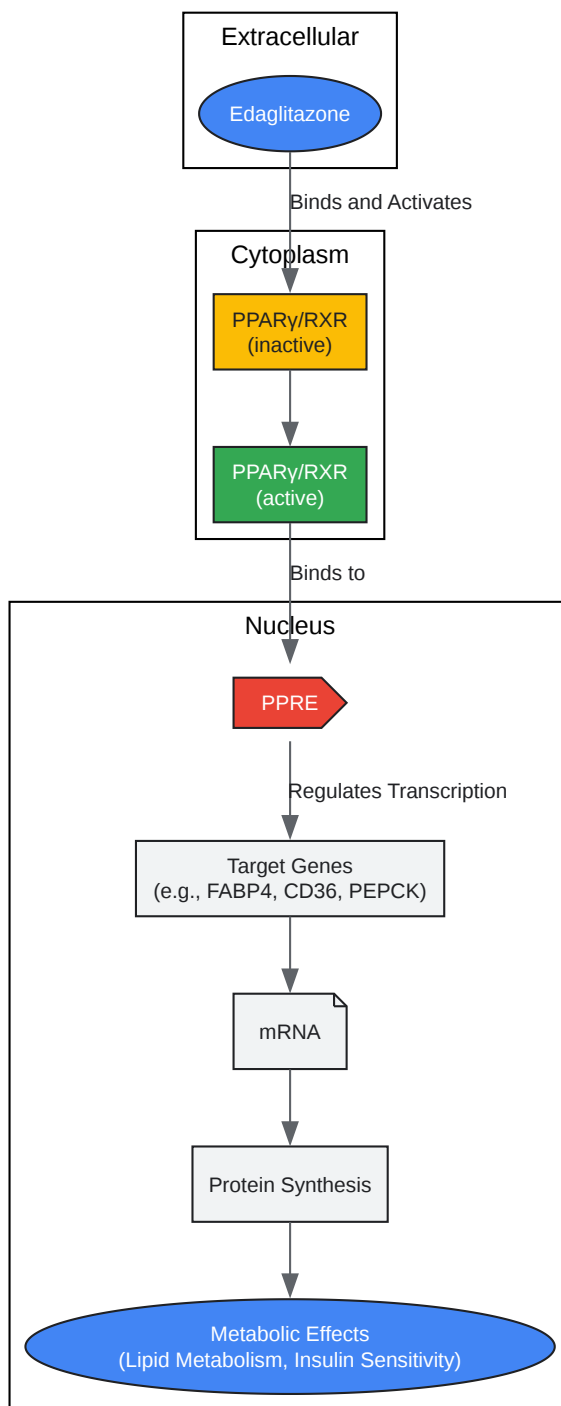 Extracellular
Edaglitazone
Binds and Activates
Cytoplasm
PPARγ/RXR
(inactive)
PPARγ/RXR
(active)
Binds to
Nucleus
PPRE
Regulates Transcription
Target Genes
(e.g., FABP4, CD36, PEPCK)
mRNA
Protein Synthesis
Metabolic Effects
(Lipid Metabolism, Insulin Sensitivity)